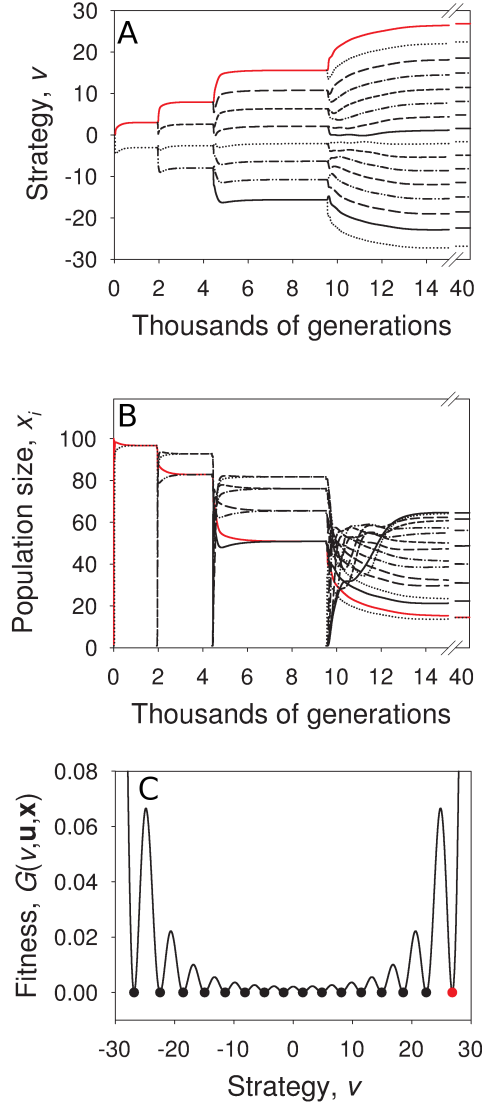 A
Strategy, v
30
20
10
0
-10
-20
-30
0 2 4 6 8 10 12 14 40
Thousands of generations
B
Population size, xi
100
80
60
40
20
0
0 2 4 6 8 10 12 14 40
Thousands of generations
C
Fitness, G(v,u,x)
0.08
0.06
0.04
0.02
0.00
-30 -20 -10 0 10 20 30
Strategy, v